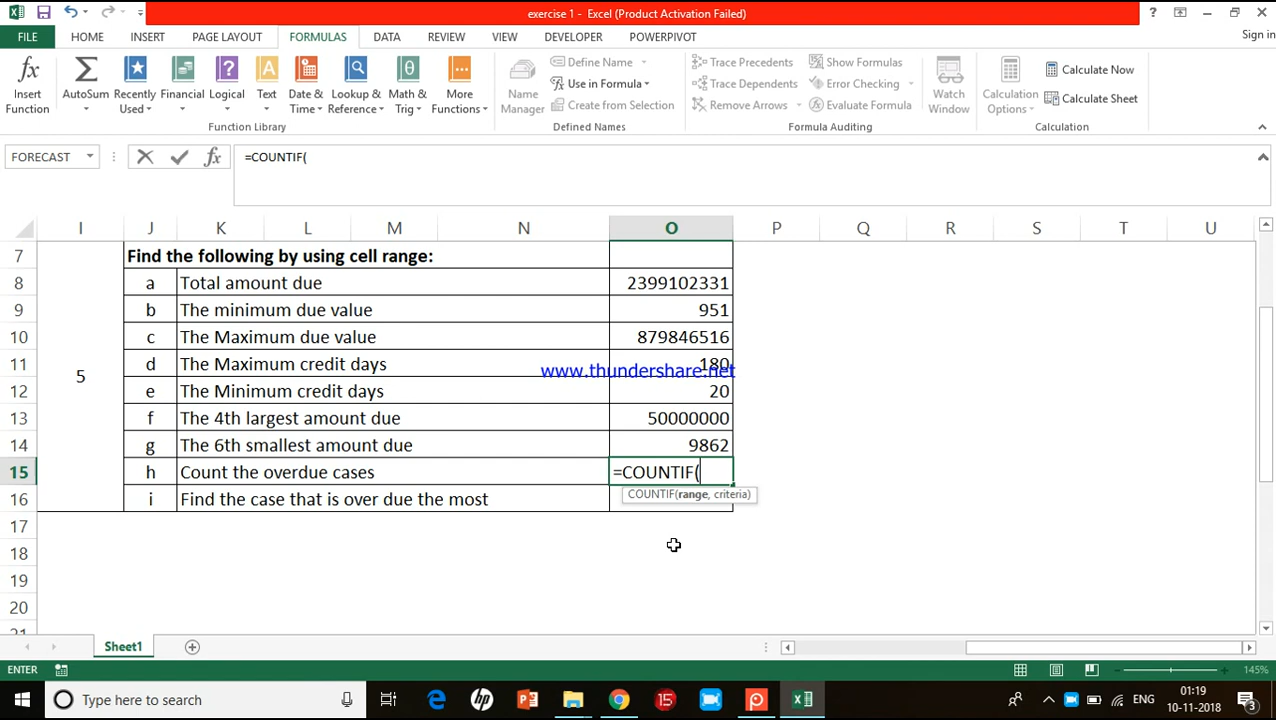 exercise 1 - Excel (Product Activation Failed)
?
FILE HOME INSERT PAGE LAYOUT FORMULAS DATA REVIEW VIEW DEVELOPER POWERPIVOT Sign in
Insert Function
AutoSum
Recently Used
Financial
Logical
Text
Date & Time
Lookup & Reference
Math & Trig
More Functions
Function Library
Name Manager
Define Name
Use in Formula
Create from Selection
Defined Names
Trace Precedents
Trace Dependents
Remove Arrows
Show Formulas
Error Checking
Evaluate Formula
Formula Auditing
Watch Window
Calculation Options
Calculate Now
Calculate Sheet
Calculation
FORECAST fx =COUNTIF(
I J K L M N O P Q R S T U
7 Find the following by using cell range:
8 a Total amount due 2399102331
9 b The minimum due value 951
10 c The Maximum due value 879846516
11 d The Maximum credit days 180
www.thundershare.net
5
12 e The Minimum credit days 20
13 f The 4th largest amount due 50000000
14 g The 6th smallest amount due 9862
15 h Count the overdue cases =COUNTIF(
COUNTIF(range, criteria)
16 i Find the case that is over due the most
17
18
19
20
21
Sheet1
ENTER 145%
Type here to search
hp
15
ENG
01:19
10-11-2018
3